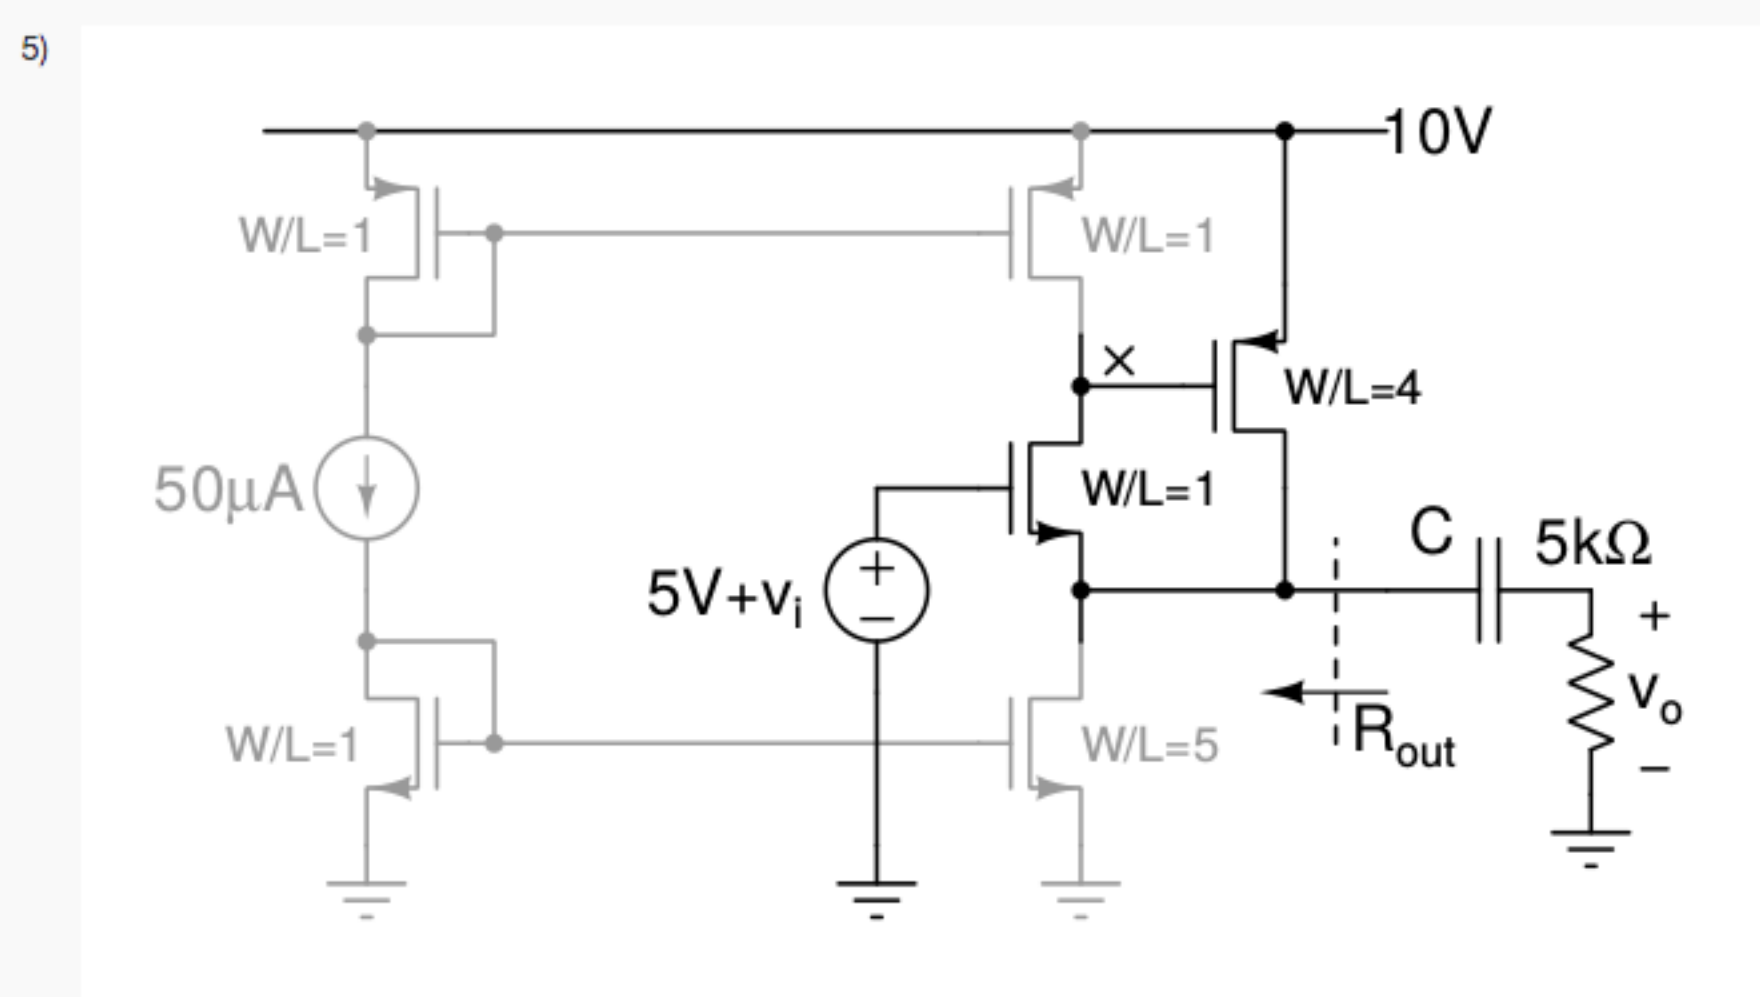 5)
10V
W/L=1
W/L=1
×
W/L=4
50µA
W/L=1
C
5kΩ
5V+vi
+
−
+
vo
−
Rout
W/L=1
W/L=5